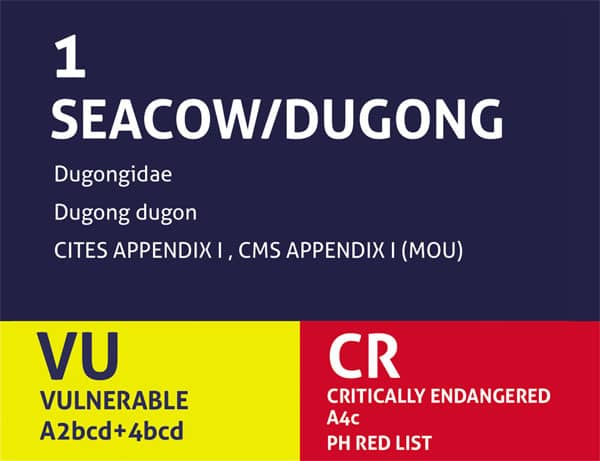 1
SEACOW/DUGONG
Dugongidae
Dugong dugon
CITES APPENDIX I , CMS APPENDIX I (MOU)
VU
VULNERABLE
A2bcd+4bcd
CR
CRITICALLY ENDANGERED
A4c
PH RED LIST